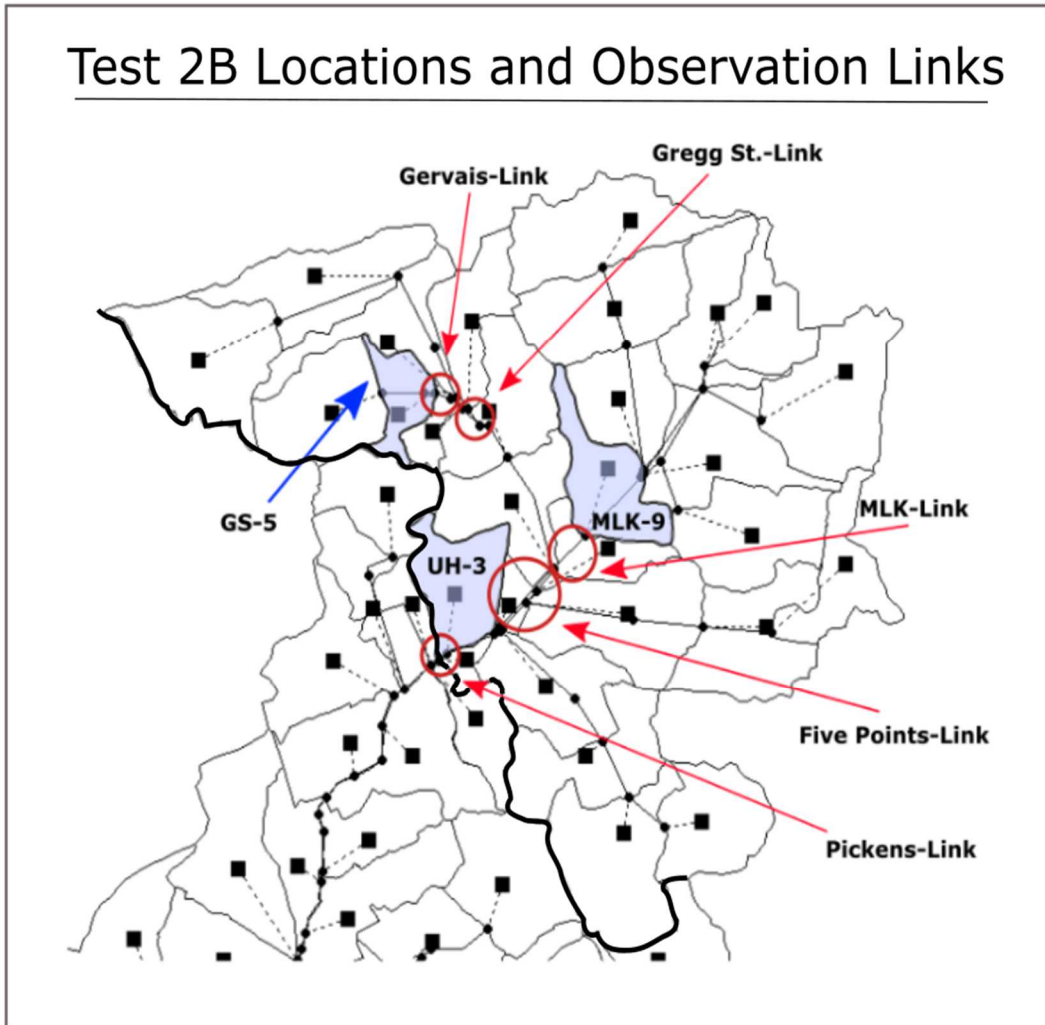 Test 2B Locations and Observation Links
Gregg St.-Link
Gervais-Link
GS-5
MLK-9
MLK-Link
UH-3
Five Points-Link
Pickens-Link